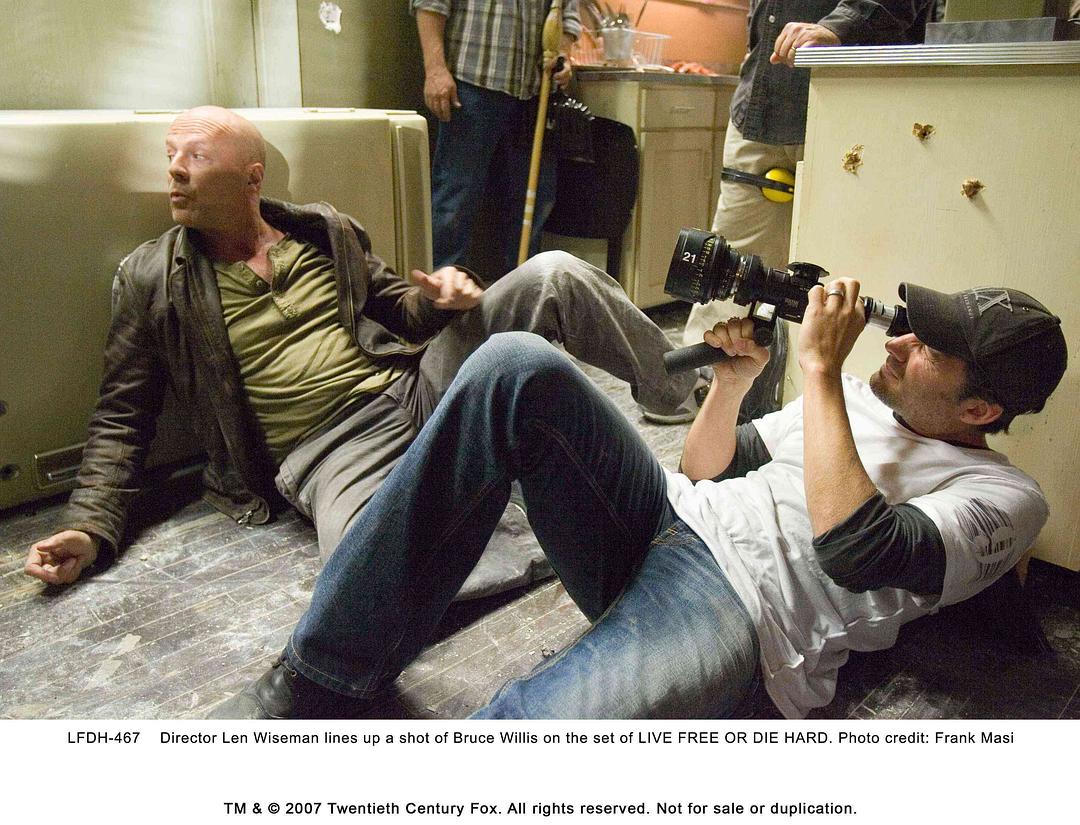 21
LFDH-467 Director Len Wiseman lines up a shot of Bruce Willis on the set of LIVE FREE OR DIE HARD. Photo credit: Frank Masi
TM & © 2007 Twentieth Century Fox. All rights reserved. Not for sale or duplication.